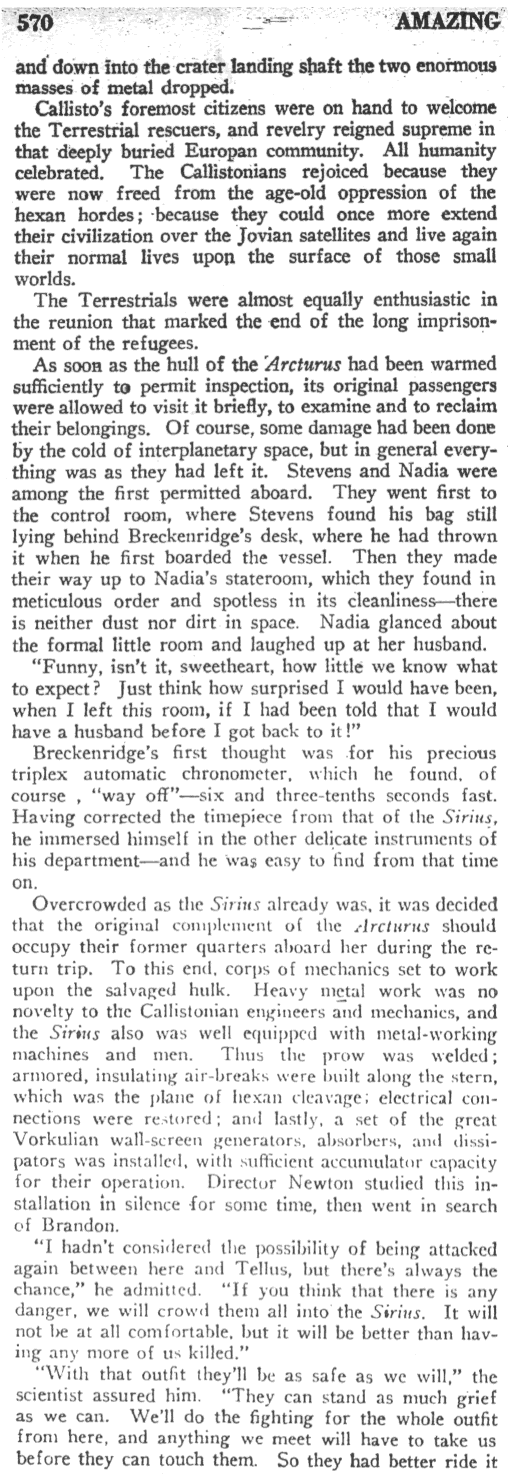 570 AMAZING
and down into the crater landing shaft the two enormous
masses of metal dropped.
Callisto's foremost citizens were on hand to welcome
the Terrestrial rescuers, and revelry reigned supreme in
that deeply buried Europan community. All humanity
celebrated. The Callistonians rejoiced because they
were now freed from the age-old oppression of the
hexan hordes; because they could once more extend
their civilization over the Jovian satellites and live again
their normal lives upon the surface of those small
worlds.
The Terrestrials were almost equally enthusiastic in
the reunion that marked the end of the long imprison-
ment of the refugees.
As soon as the hull of the Arcturus had been warmed
sufficiently to permit inspection, its original passengers
were allowed to visit it briefly, to examine and to reclaim
their belongings. Of course, some damage had been done
by the cold of interplanetary space, but in general every-
thing was as they had left it. Stevens and Nadia were
among the first permitted aboard. They went first to
the control room, where Stevens found his bag still
lying behind Breckenridge's desk, where he had thrown
it when he first boarded the vessel. Then they made
their way up to Nadia's stateroom, which they found in
meticulous order and spotless in its cleanliness—there
is neither dust nor dirt in space. Nadia glanced about
the formal little room and laughed up at her husband.
"Funny, isn't it, sweetheart, how little we know what
to expect? Just think how surprised I would have been,
when I left this room, if I had been told that I would
have a husband before I got back to it!"
Breckenridge's first thought was for his precious
triplex automatic chronometer, which he found, of
course , "way off"—six and three-tenths seconds fast.
Having corrected the timepiece from that of the Sirius,
he immersed himself in the other delicate instruments of
his department—and he was easy to find from that time
on.
Overcrowded as the Sirius already was, it was decided
that the original complement of the Arcturus should
occupy their former quarters aboard her during the re-
turn trip. To this end, corps of mechanics set to work
upon the salvaged hulk. Heavy metal work was no
novelty to the Callistonian engineers and mechanics, and
the Sirius also was well equipped with metal-working
machines and men. Thus the prow was welded;
armored, insulating air-breaks were built along the stern,
which was the plane of hexan cleavage; electrical con-
nections were restored; and lastly, a set of the great
Vorkulian wall-screen generators, absorbers, and dissi-
pators was installed, with sufficient accumulator capacity
for their operation. Director Newton studied this in-
stallation in silence for some time, then went in search
of Brandon.
"I hadn't considered the possibility of being attacked
again between here and Tellus, but there's always the
chance," he admitted. "If you think that there is any
danger, we will crowd them all into the Sirius. It will
not be at all comfortable, but it will be better than hav-
ing any more of us killed."
"With that outfit they'll be as safe as we will," the
scientist assured him. "They can stand as much grief
as we can. We'll do the fighting for the whole outfit
from here, and anything we meet will have to take us
before they can touch them. So they had better ride it